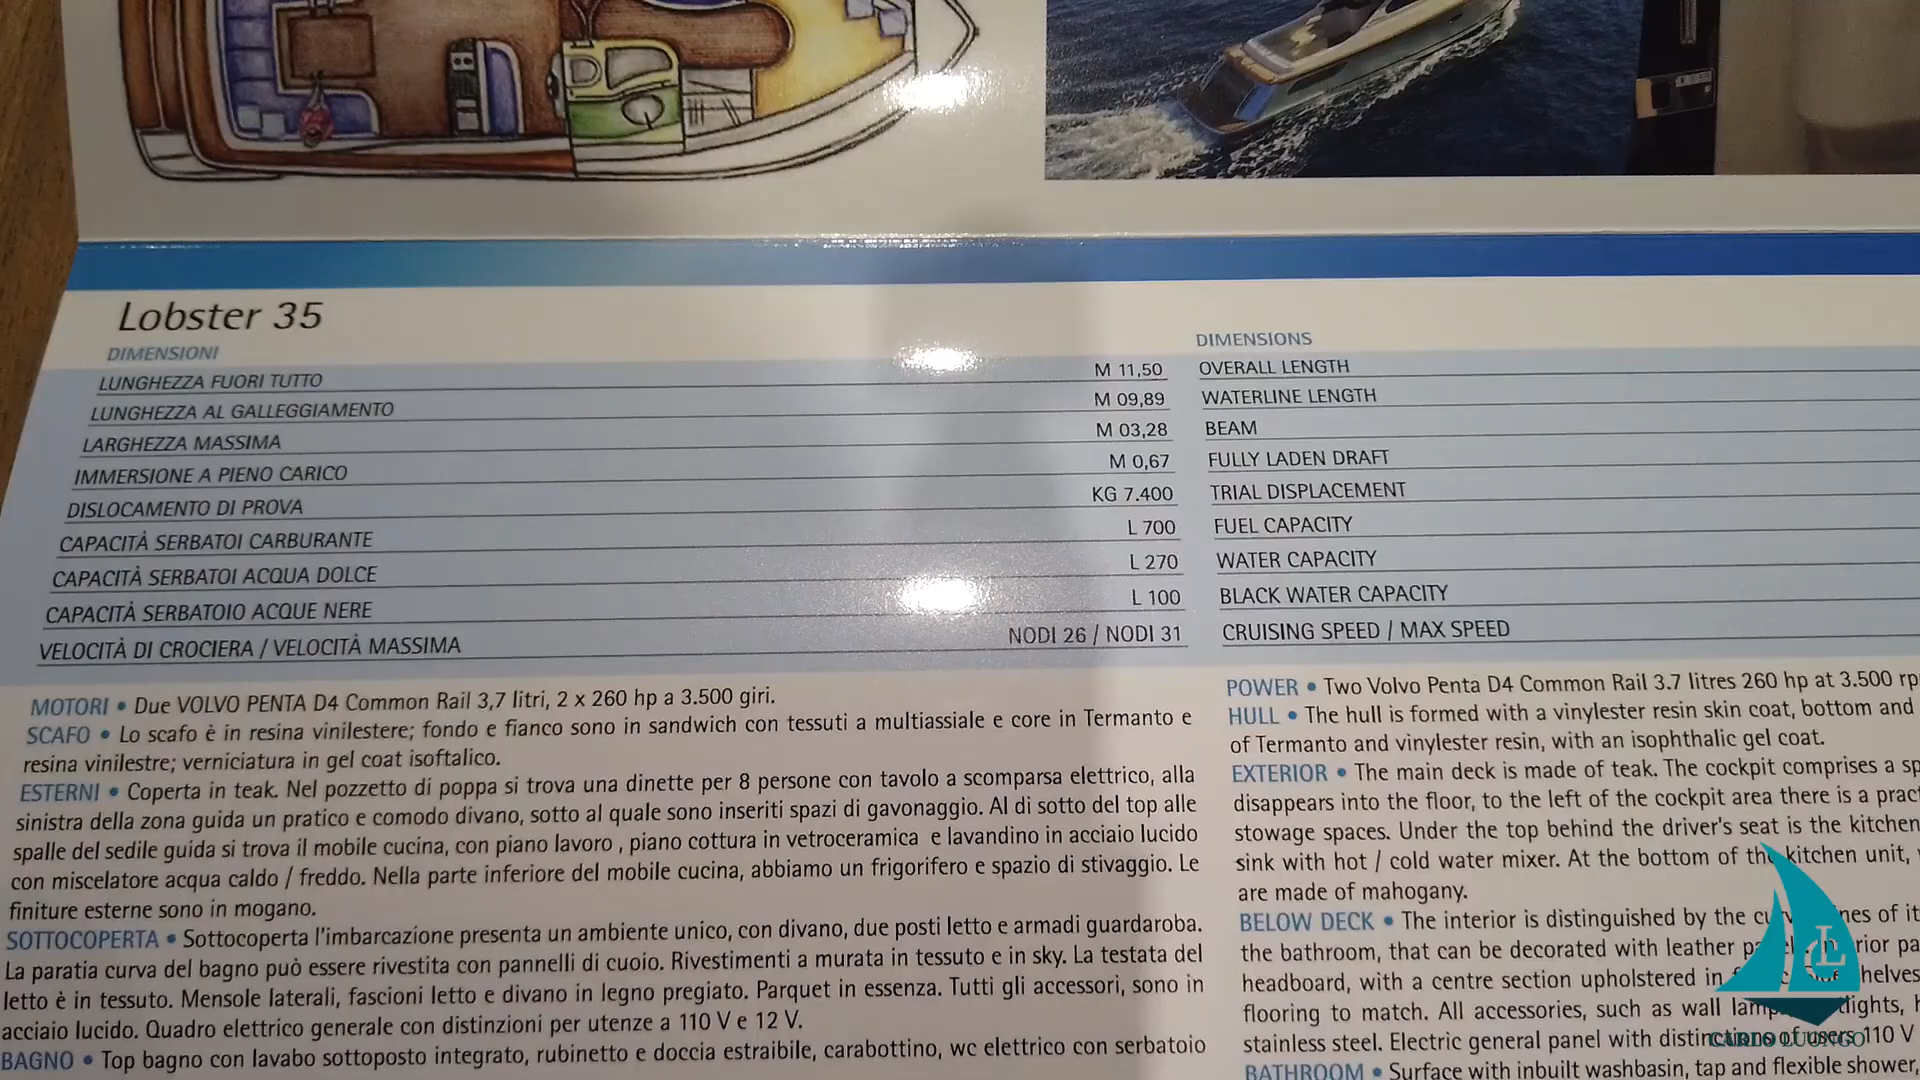 Lobster 35
DIMENSIONI
LUNGHEZZA FUORI TUTTO M 11,50
LUNGHEZZA AL GALLEGGIAMENTO M 09,89
LARGHEZZA MASSIMA M 03,28
IMMERSIONE A PIENO CARICO M 0,67
DISLOCAMENTO DI PROVA KG 7.400
CAPACITÀ SERBATOI CARBURANTE L 700
CAPACITÀ SERBATOI ACQUA DOLCE L 270
CAPACITÀ SERBATOIO ACQUE NERE L 100
VELOCITÀ DI CROCIERA / VELOCITÀ MASSIMA NODI 26 / NODI 31
MOTORI • Due VOLVO PENTA D4 Common Rail 3,7 litri, 2 x 260 hp a 3.500 giri.
SCAFO • Lo scafo è in resina vinilestere; fondo e fianco sono in sandwich con tessuti a multiassiale e core in Termanto e
resina vinilestre; verniciatura in gel coat isoftalico.
ESTERNI • Coperta in teak. Nel pozzetto di poppa si trova una dinette per 8 persone con tavolo a scomparsa elettrico, alla
sinistra della zona guida un pratico e comodo divano, sotto al quale sono inseriti spazi di gavonaggio. Al di sotto del top alle
spalle del sedile guida si trova il mobile cucina, con piano lavoro , piano cottura in vetroceramica e lavandino in acciaio lucido
con miscelatore acqua caldo / freddo. Nella parte inferiore del mobile cucina, abbiamo un frigorifero e spazio di stivaggio. Le
finiture esterne sono in mogano.
SOTTOCOPERTA • Sottocoperta l'imbarcazione presenta un ambiente unico, con divano, due posti letto e armadi guardaroba.
La paratia curva del bagno può essere rivestita con pannelli di cuoio. Rivestimenti a murata in tessuto e in sky. La testata del
letto è in tessuto. Mensole laterali, fascioni letto e divano in legno pregiato. Parquet in essenza. Tutti gli accessori, sono in
acciaio lucido. Quadro elettrico generale con distinzioni per utenze a 110 V e 12 V.
BAGNO • Top bagno con lavabo sottoposto integrato, rubinetto e doccia estraibile, carabottino, wc elettrico con serbatoio
DIMENSIONS
OVERALL LENGTH
WATERLINE LENGTH
BEAM
FULLY LADEN DRAFT
TRIAL DISPLACEMENT
FUEL CAPACITY
WATER CAPACITY
BLACK WATER CAPACITY
CRUISING SPEED / MAX SPEED
POWER • Two Volvo Penta D4 Common Rail 3.7 litres 260 hp at 3.500
HULL • The hull is formed with a vinylester resin skin coat, bottom and
of Termanto and vinylester resin, with an isophthalic gel coat.
EXTERIOR • The main deck is made of teak. The cockpit comprises a
disappears into the floor, to the left of the cockpit area there is a
stowage spaces. Under the top behind the driver's seat is the kitchen
sink with hot / cold water mixer. At the bottom of the kitchen unit,
are made of mahogany.
BELOW DECK • The interior is distinguished by the of
the bathroom, that can be decorated with leather
headboard, with a centre section upholstered in
flooring to match. All accessories, such as wall
stainless steel. Electric general panel with of users 110 V
BATHROOM • Surface with inbuilt washbasin, tap and flexible shower,
CARLO LUONGO